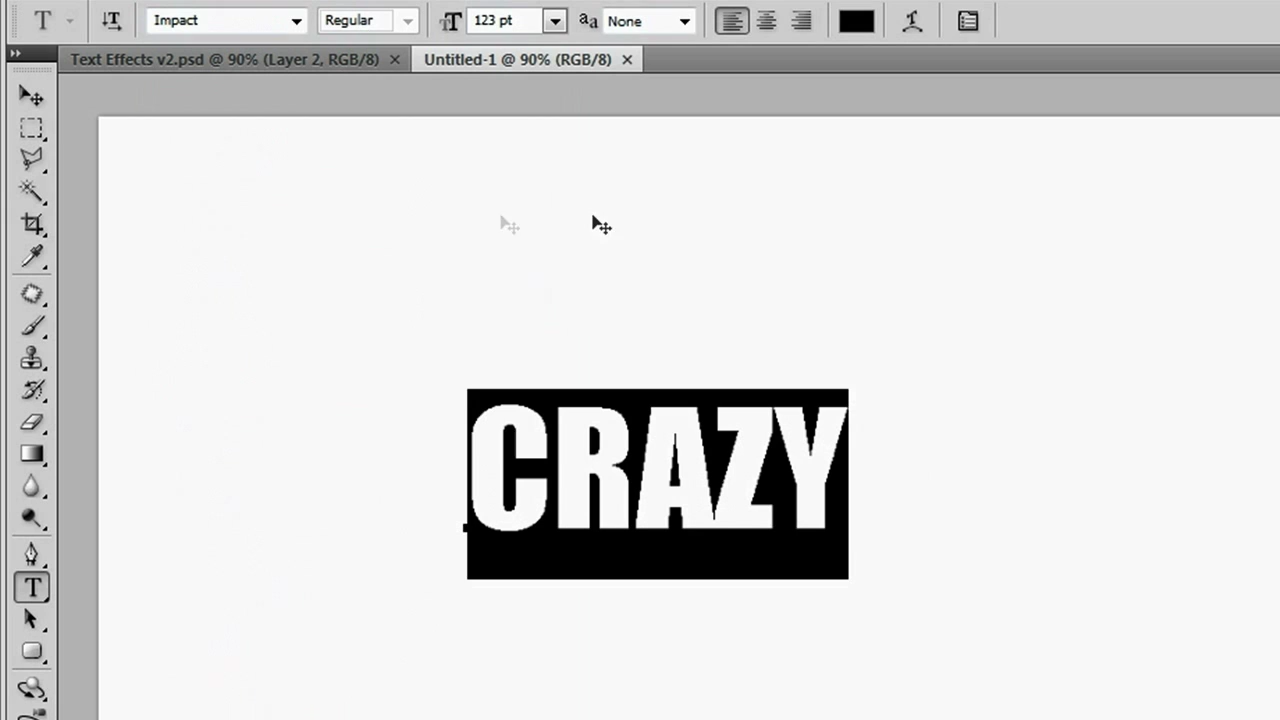 T Impact Regular T 123 pt aa None
Text Effects v2.psd @ 90% (Layer 2, RGB/8) × Untitled-1 @ 90% (RGB/8) ×
CRAZY
T